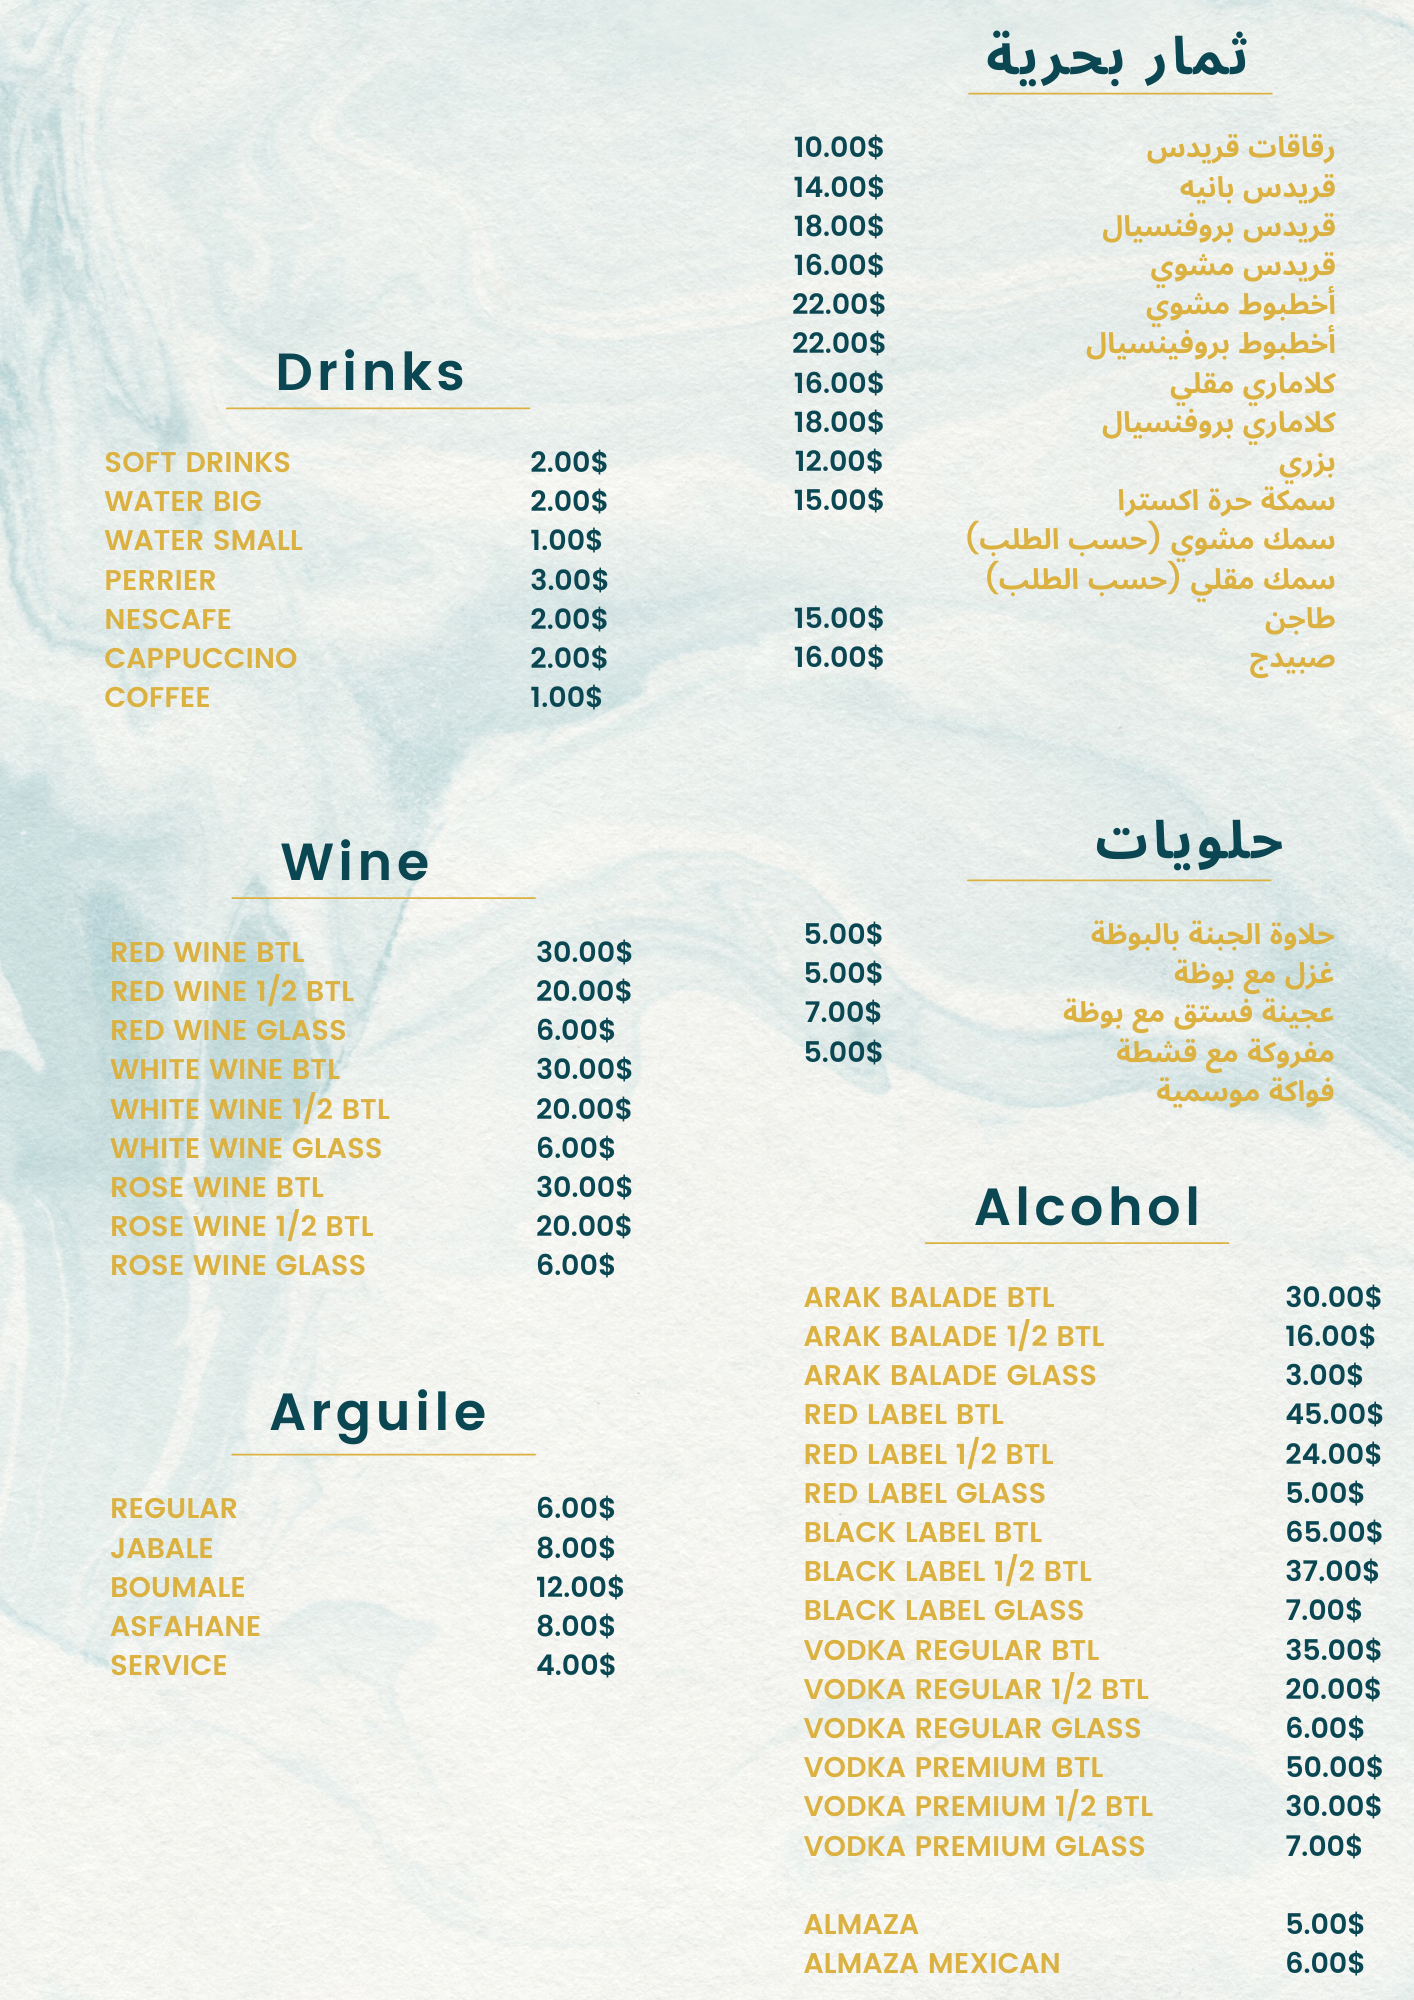 ثمار بحرية
رقاقات قريدس 10.00$
قريدس بانيه 14.00$
قريدس بروفنسيال 18.00$
قريدس مشوي 16.00$
أخطبوط مشوي 22.00$
أخطبوط بروفينسيال 22.00$
كلاماري مقلي 16.00$
كلاماري بروفنسيال 18.00$
بزري 12.00$
سمكة حرة اكسترا 15.00$
سمك مشوي (حسب الطلب)
سمك مقلي (حسب الطلب)
طاجن 15.00$
صبيدج 16.00$
Drinks
SOFT DRINKS 2.00$
WATER BIG 2.00$
WATER SMALL 1.00$
PERRIER 3.00$
NESCAFE 2.00$
CAPPUCCINO 2.00$
COFFEE 1.00$
حلويات
حلاوة الجبنة بالبوظة 5.00$
غزل مع بوظة 5.00$
عجينة فستق مع بوظة 7.00$
مفروكة مع قشطة 5.00$
فواكة موسمية
Wine
RED WINE BTL 30.00$
RED WINE 1/2 BTL 20.00$
RED WINE GLASS 6.00$
WHITE WINE BTL 30.00$
WHITE WINE 1/2 BTL 20.00$
WHITE WINE GLASS 6.00$
ROSE WINE BTL 30.00$
ROSE WINE 1/2 BTL 20.00$
ROSE WINE GLASS 6.00$
Alcohol
ARAK BALADE BTL 30.00$
ARAK BALADE 1/2 BTL 16.00$
ARAK BALADE GLASS 3.00$
RED LABEL BTL 45.00$
RED LABEL 1/2 BTL 24.00$
RED LABEL GLASS 5.00$
BLACK LABEL BTL 65.00$
BLACK LABEL 1/2 BTL 37.00$
BLACK LABEL GLASS 7.00$
VODKA REGULAR BTL 35.00$
VODKA REGULAR 1/2 BTL 20.00$
VODKA REGULAR GLASS 6.00$
VODKA PREMIUM BTL 50.00$
VODKA PREMIUM 1/2 BTL 30.00$
VODKA PREMIUM GLASS 7.00$
ALMAZA 5.00$
ALMAZA MEXICAN 6.00$
Arguile
REGULAR 6.00$
JABALE 8.00$
BOUMALE 12.00$
ASFAHANE 8.00$
SERVICE 4.00$